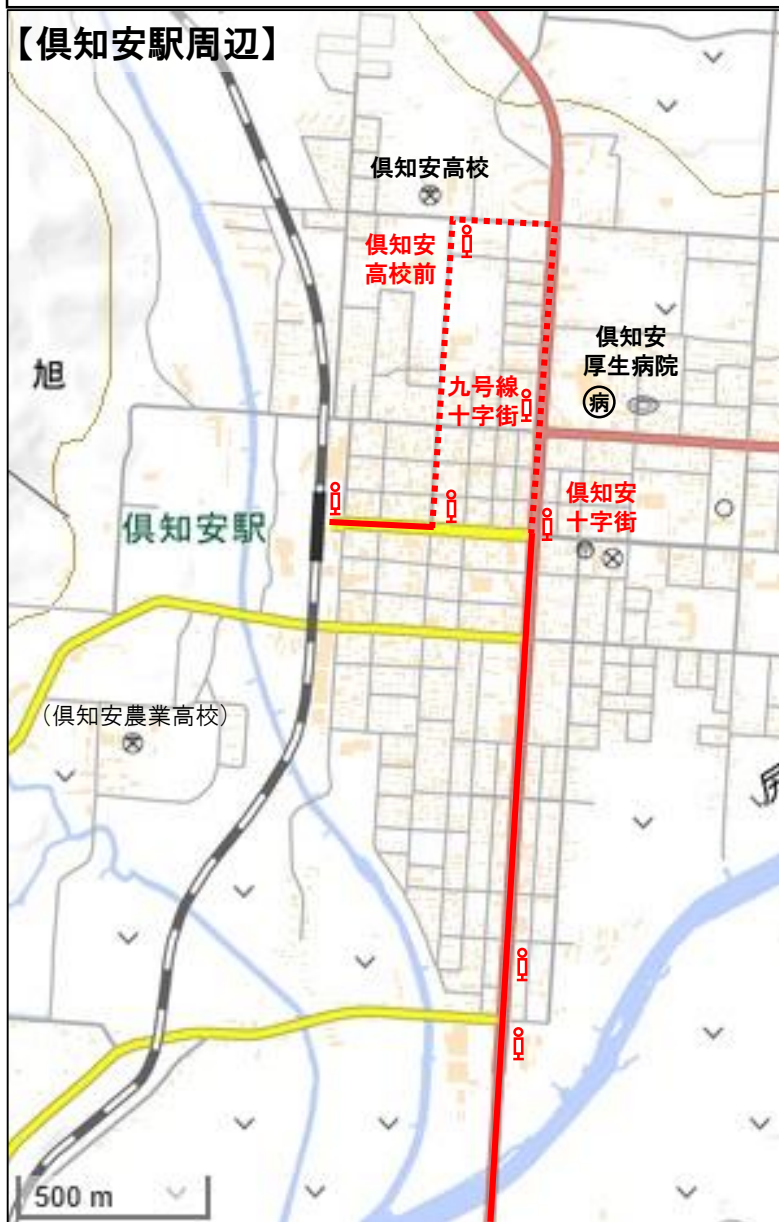 【倶知安駅周辺】
倶知安高校
倶知安
高校前
倶知安
厚生病院
病
旭
九号線
十字街
倶知安
十字街
倶知安駅
（倶知安農業高校）
500 m